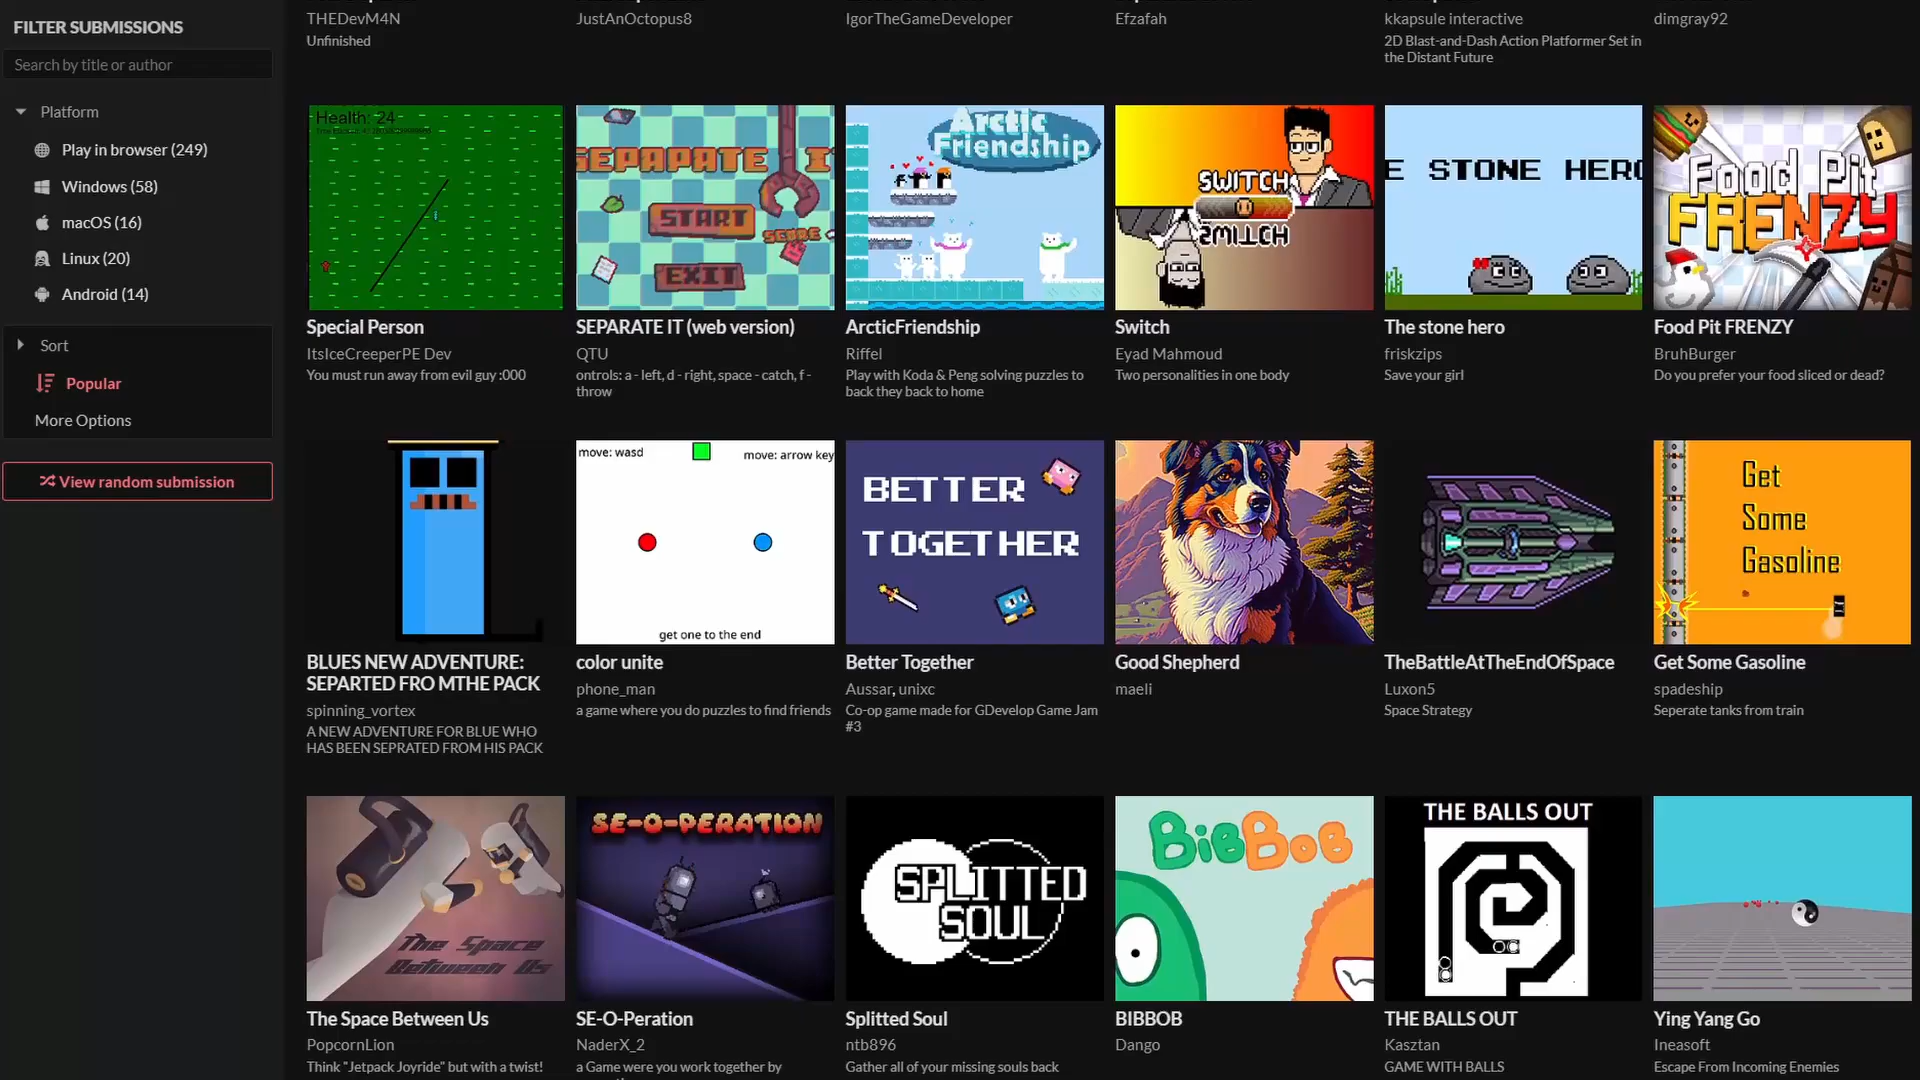 FILTER SUBMISSIONS
Search by title or author
Platform
Play in browser (249)
Windows (58)
macOS (16)
Linux (20)
Android (14)
Sort
Popular
More Options
View random submission
THEDevM4N
Unfinished
JustAnOctopus8
IgorTheGameDeveloper
Efzafah
kkapsule interactive
2D Blast-and-Dash Action Platformer Set in
the Distant Future
dimgray92
Health: 24
SEPAPATE I
START
SCORE
EXIT
Arctic
Friendship
SWITCH
SWITCH
E STONE HERO
Food Pit
FRENZY
Special Person
ItsIceCreeperPE Dev
You must run away from evil guy :000
SEPARATE IT (web version)
QTU
ontrols: a - left, d - right, space - catch, f -
throw
ArcticFriendship
Riffel
Play with Koda & Peng solving puzzles to
back they back to home
Switch
Eyad Mahmoud
Two personalities in one body
The stone hero
friskzips
Save your girl
Food Pit FRENZY
BruhBurger
Do you prefer your food sliced or dead?
move: wasd
move: arrow key
get one to the end
BETTER
TOGETHER
Get
Some
Gasoline
BLUES NEW ADVENTURE:
SEPARTED FRO MTHE PACK
spinning_vortex
A NEW ADVENTURE FOR BLUE WHO
HAS BEEN SEPRATED FROM HIS PACK
color unite
phone_man
a game where you do puzzles to find friends
Better Together
Aussar, unixc
Co-op game made for GDevelop Game Jam
#3
Good Shepherd
maeli
TheBattleAtTheEndOfSpace
Luxon5
Space Strategy
Get Some Gasoline
spadeship
Seperate tanks from train
The Space
Between Us
SE-O-PERATION
SPLITTED
SOUL
BIBBOB
THE BALLS OUT
The Space Between Us
PopcornLion
Think "Jetpack Joyride" but with a twist!
SE-O-Peration
NaderX_2
a Game were you work together by
Splitted Soul
ntb896
Gather all of your missing souls back
BIBBOB
Dango
THE BALLS OUT
Kasztan
GAME WITH BALLS
Ying Yang Go
Ineasoft
Escape From Incoming Enemies